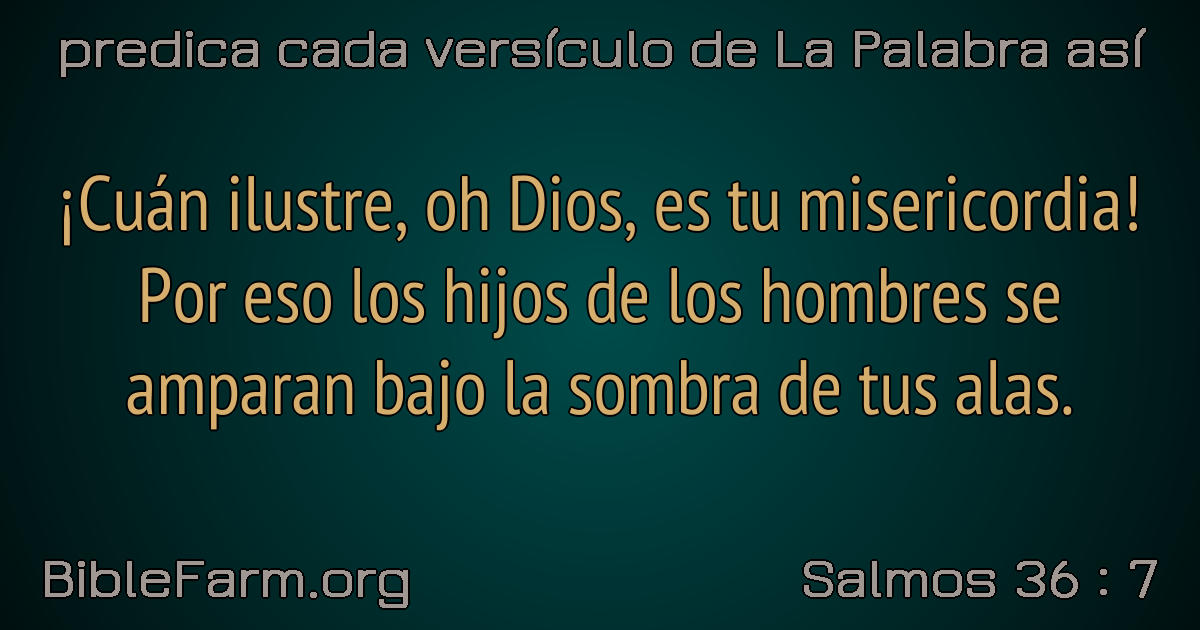 predica cada versículo de La Palabra así
¡Cuán ilustre, oh Dios, es tu misericordia!
Por eso los hijos de los hombres se
amparan bajo la sombra de tus alas.
BibleFarm.org
Salmos 36 : 7